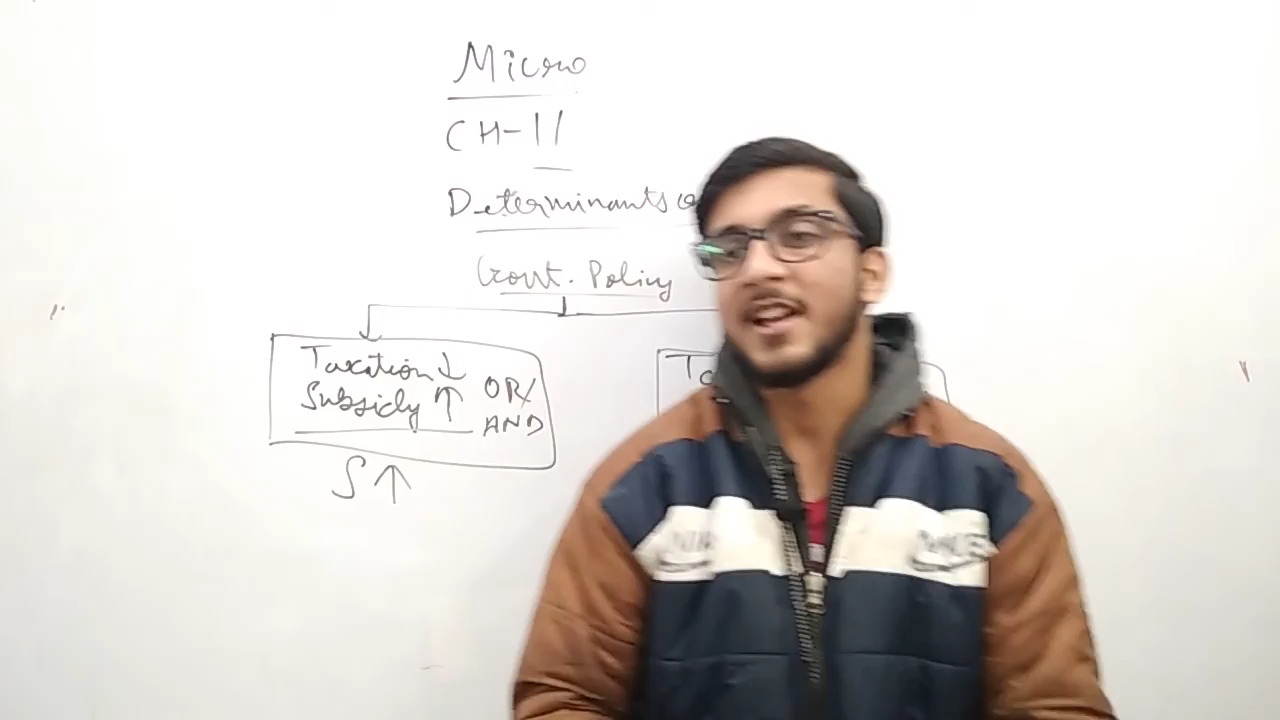 Micro
CH-11
Determinants
Govt. Policy
Taxation ↓
Subsidy ↑
OR/
AND
S ↑